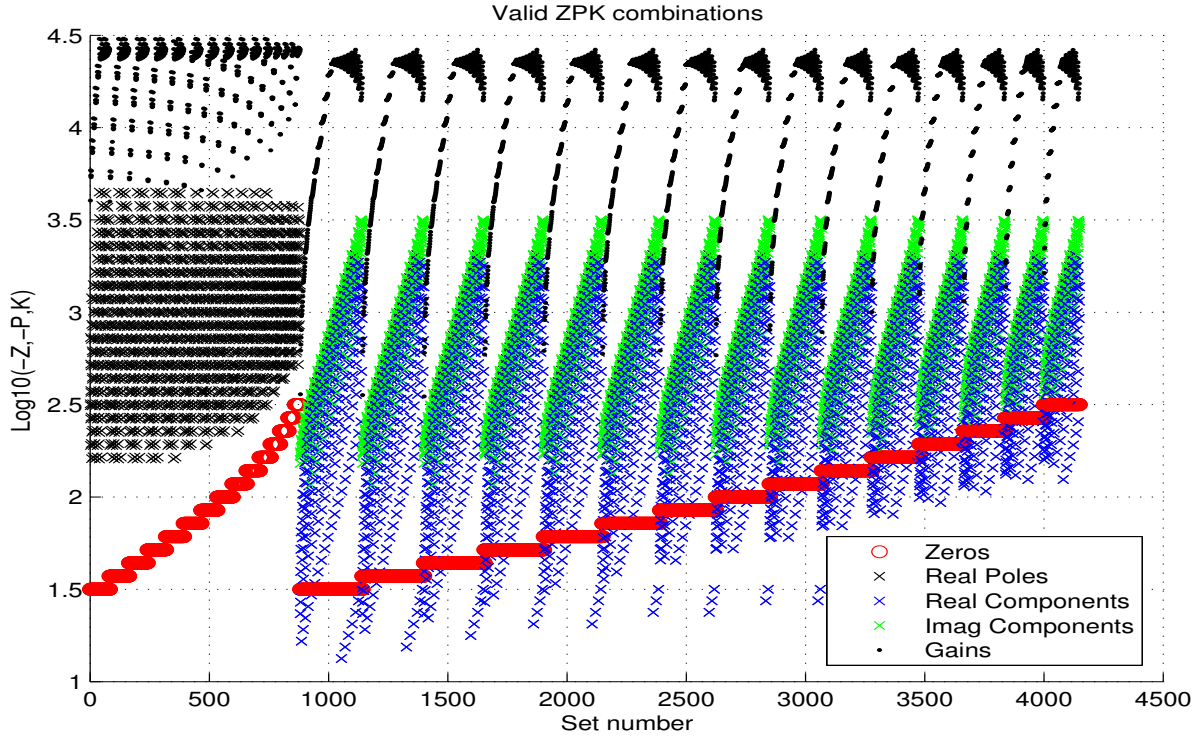 Valid ZPK combinations
Log10(-Z,-P,K)
4.5
4
3.5
3
2.5
2
1.5
1
0
500
1000
1500
2000
2500
3000
3500
4000
4500
Set number
Zeros
Real Poles
Real Components
Imag Components
Gains